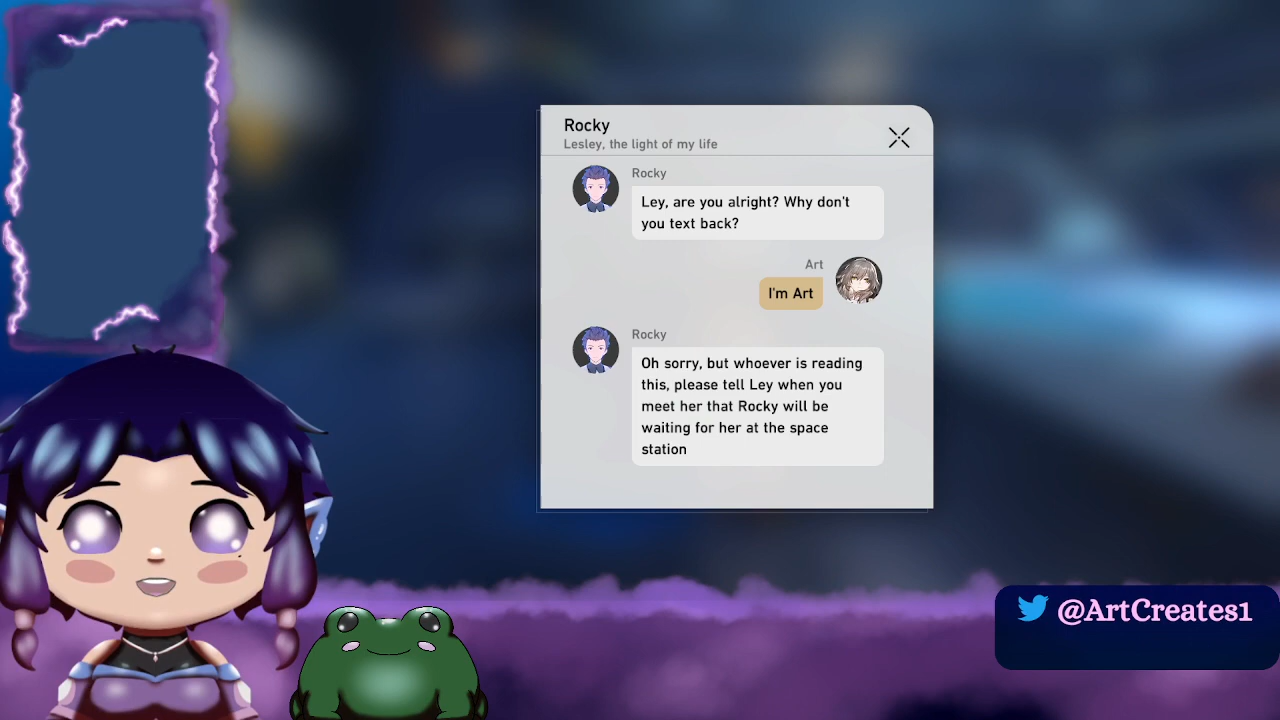 Rocky
Lesley, the light of my life
Rocky
Ley, are you alright? Why don't
you text back?
Art
I'm Art
Rocky
Oh sorry, but whoever is reading
this, please tell Ley when you
meet her that Rocky will be
waiting for her at the space
station
@ArtCreates1